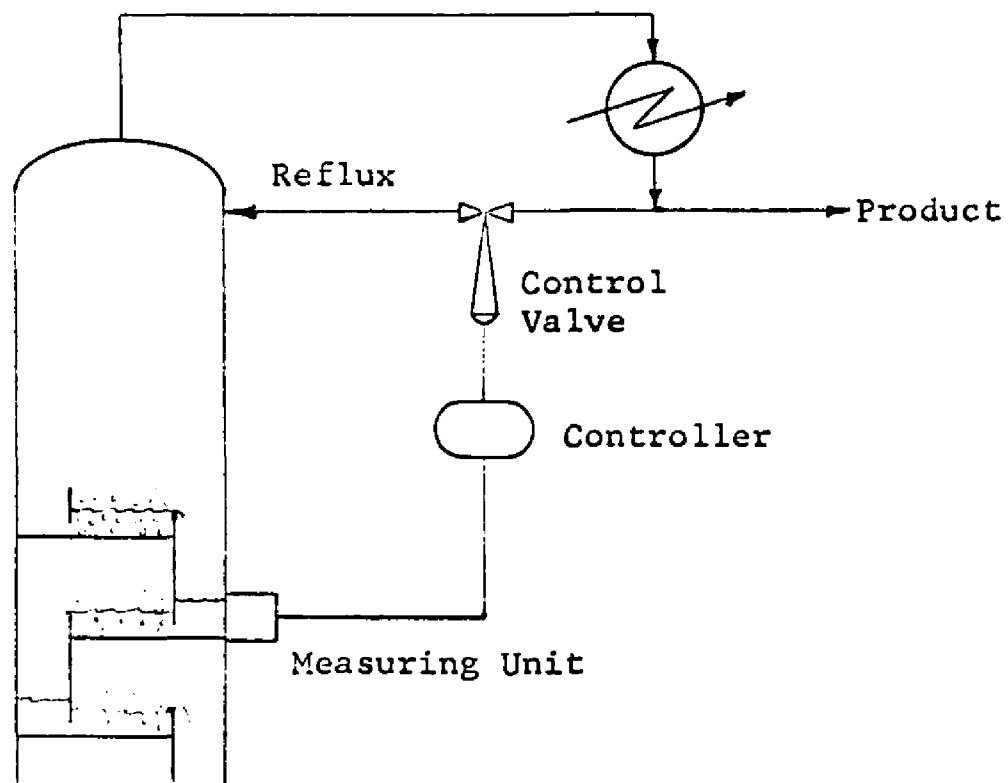 Reflux
Product
Control
Valve
Controller
Measuring Unit